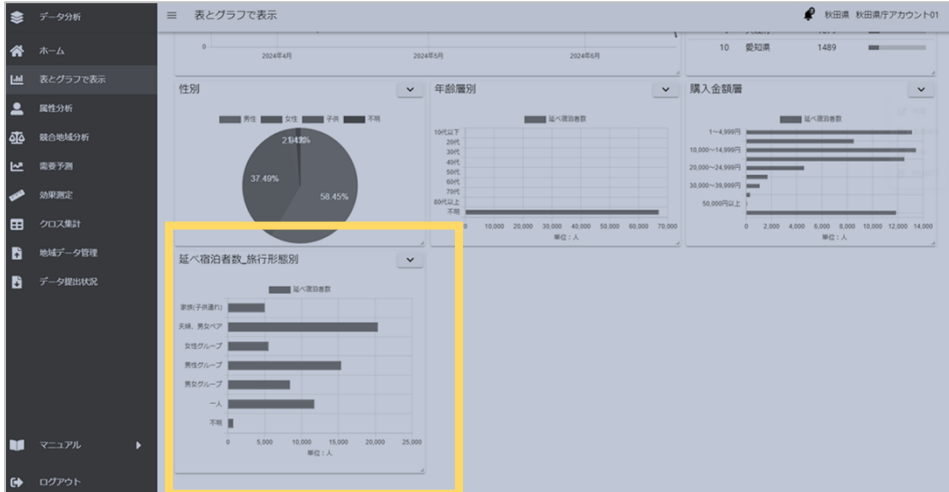 データ分析
表とグラフで表示
秋田県 秋田県庁アカウント01
ホーム
表とグラフで表示
属性分析
競合地域分析
需要予測
効果測定
クロス集計
地域データ管理
データ提出状況
マニュアル
ログアウト
0
2024年4月
2024年5月
2024年6月
10 愛知県 1489
性別
男性 女性 子供 不明
37.49%
58.45%
年齢層別
延べ宿泊者数
10代以下
20代
30代
40代
50代
60代
70代
80代以上
不明
0 10,000 20,000 30,000 40,000 50,000 60,000 70,000
単位:人
購入金額層
延べ宿泊者数
1~4,999円
10,000~14,999円
20,000~24,999円
30,000~39,999円
50,000円以上
0 2,000 4,000 6,000 8,000 10,000 12,000 14,000
単位:人
延べ宿泊者数_旅行形態別
延べ宿泊者数
家族(子供連れ)
夫婦、男女ペア
女性グループ
男性グループ
男女グループ
一人
不明
0 5,000 10,000 15,000 20,000 25,000
単位:人